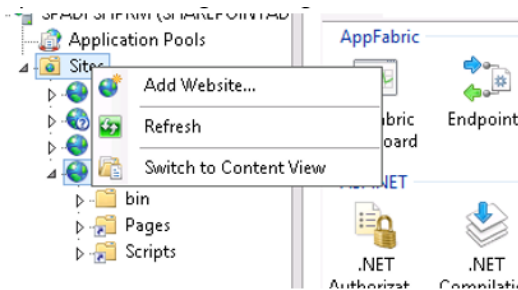 Application Pools
Sites
Add Website...
Refresh
Switch to Content View
bin
Pages
Scripts
AppFabric
Endpoint
.NET
.NET